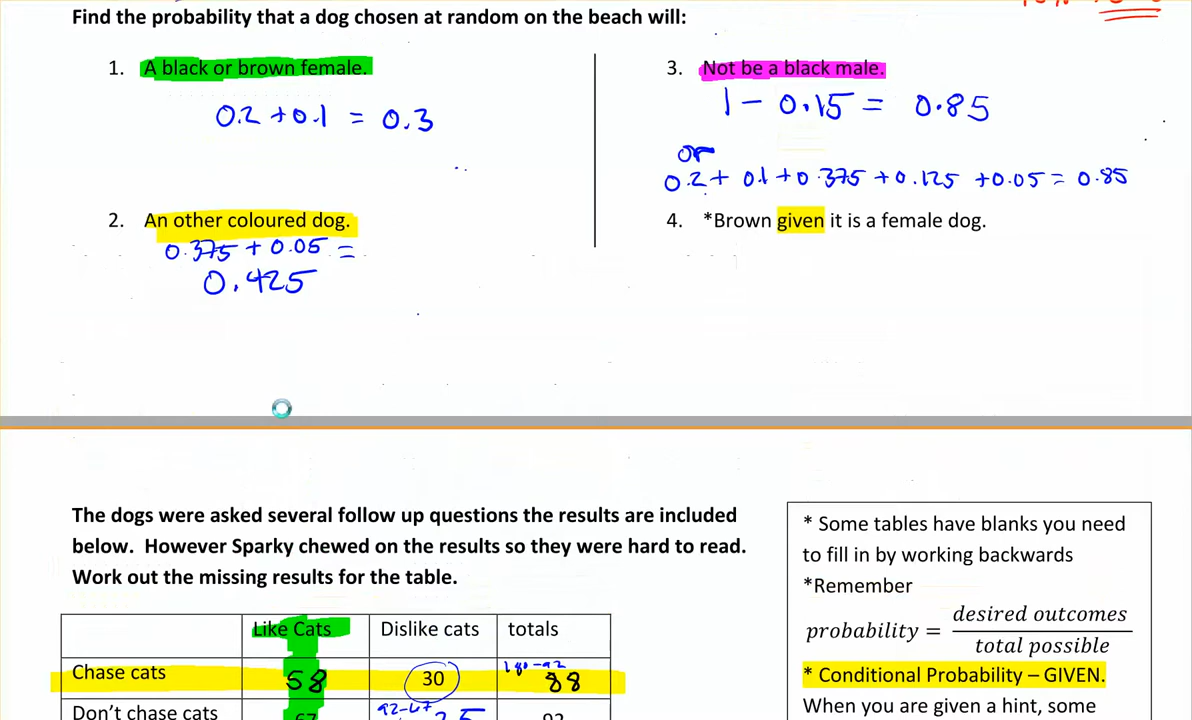 Find the probability that a dog chosen at random on the beach will:
1. A black or brown female.
0.2 + 0.1 = 0.3
2. An other coloured dog.
0.375 + 0.05 =
0.425
3. Not be a black male.
1 - 0.15 = 0.85
or
0.2 + 0.1 + 0.375 + 0.125 + 0.05 = 0.85
4. *Brown given it is a female dog.
The dogs were asked several follow up questions the results are included
below. However Sparky chewed on the results so they were hard to read.
Work out the missing results for the table.
Like Cats Dislike cats totals
180-92
Chase cats 58 30 88
92-67
Don't chase cats 67 25 92
* Some tables have blanks you need
to fill in by working backwards
*Remember
probability = desired outcomes / total possible
* Conditional Probability – GIVEN.
When you are given a hint, some